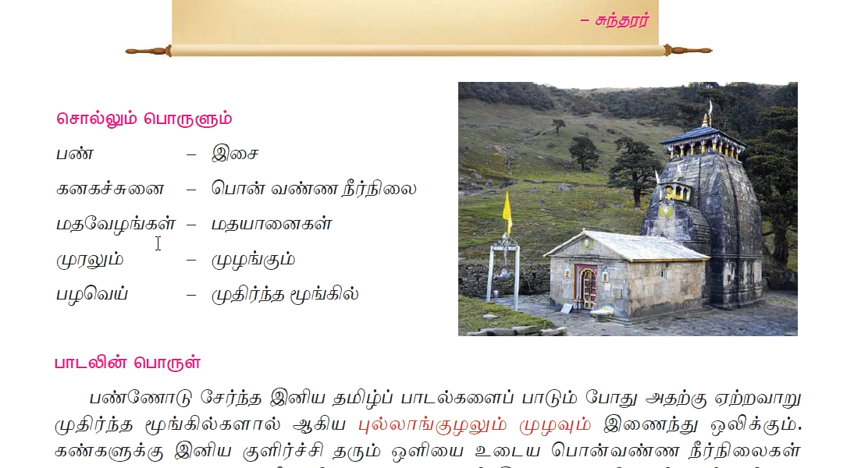 – சுந்தரர்
சொல்லும் பொருளும்
பண் – இசை
கனகச்சுனை – பொன் வண்ண நீர்நிலை
மதவேழங்கள் – மதயானைகள்
முரலும் – முழங்கும்
பழவெய் – முதிர்ந்த மூங்கில்
பாடலின் பொருள்
பண்ணோடு சேர்ந்த இனிய தமிழ்ப் பாடல்களைப் பாடும் போது அதற்கு ஏற்றவாறு
முதிர்ந்த மூங்கில்களால் ஆகிய புல்லாங்குழலும் முழவும் இணைந்து ஒலிக்கும்.
கண்களுக்கு இனிய குளிர்ச்சி தரும் ஒளியை உடைய பொன்வண்ண நீர்நிலைகள்